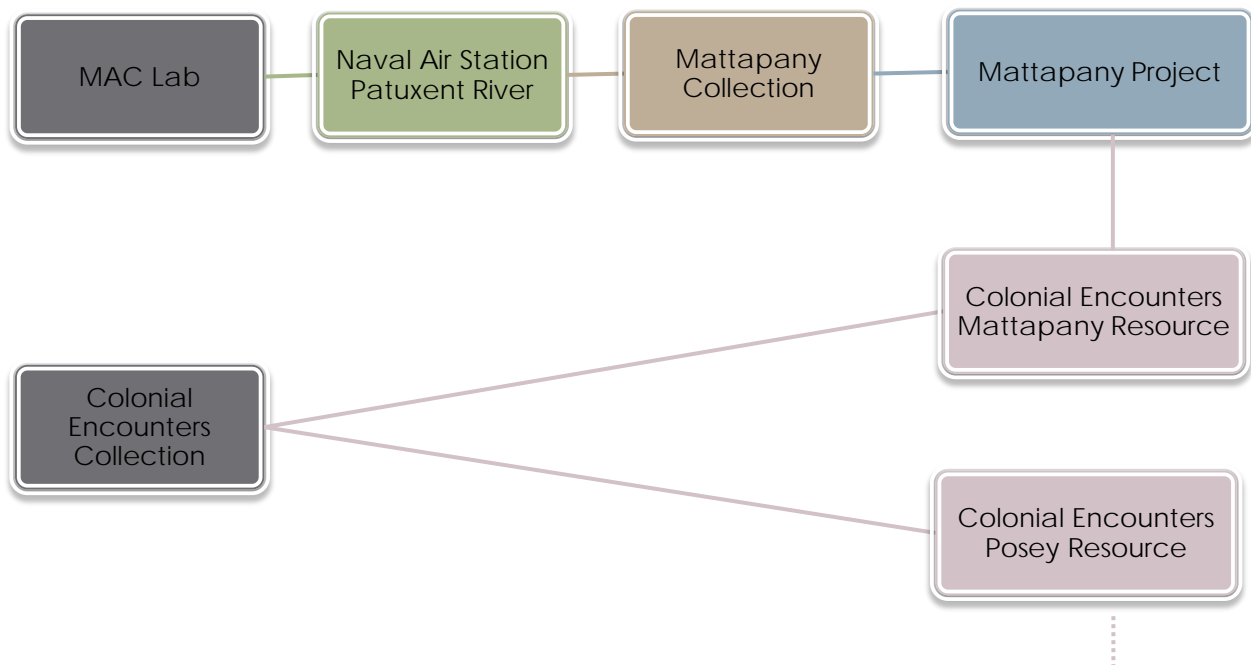 MAC Lab
Naval Air Station
Patuxent River
Mattapany
Collection
Mattapany Project
Colonial Encounters
Mattapany Resource
Colonial
Encounters
Collection
Colonial Encounters
Posey Resource